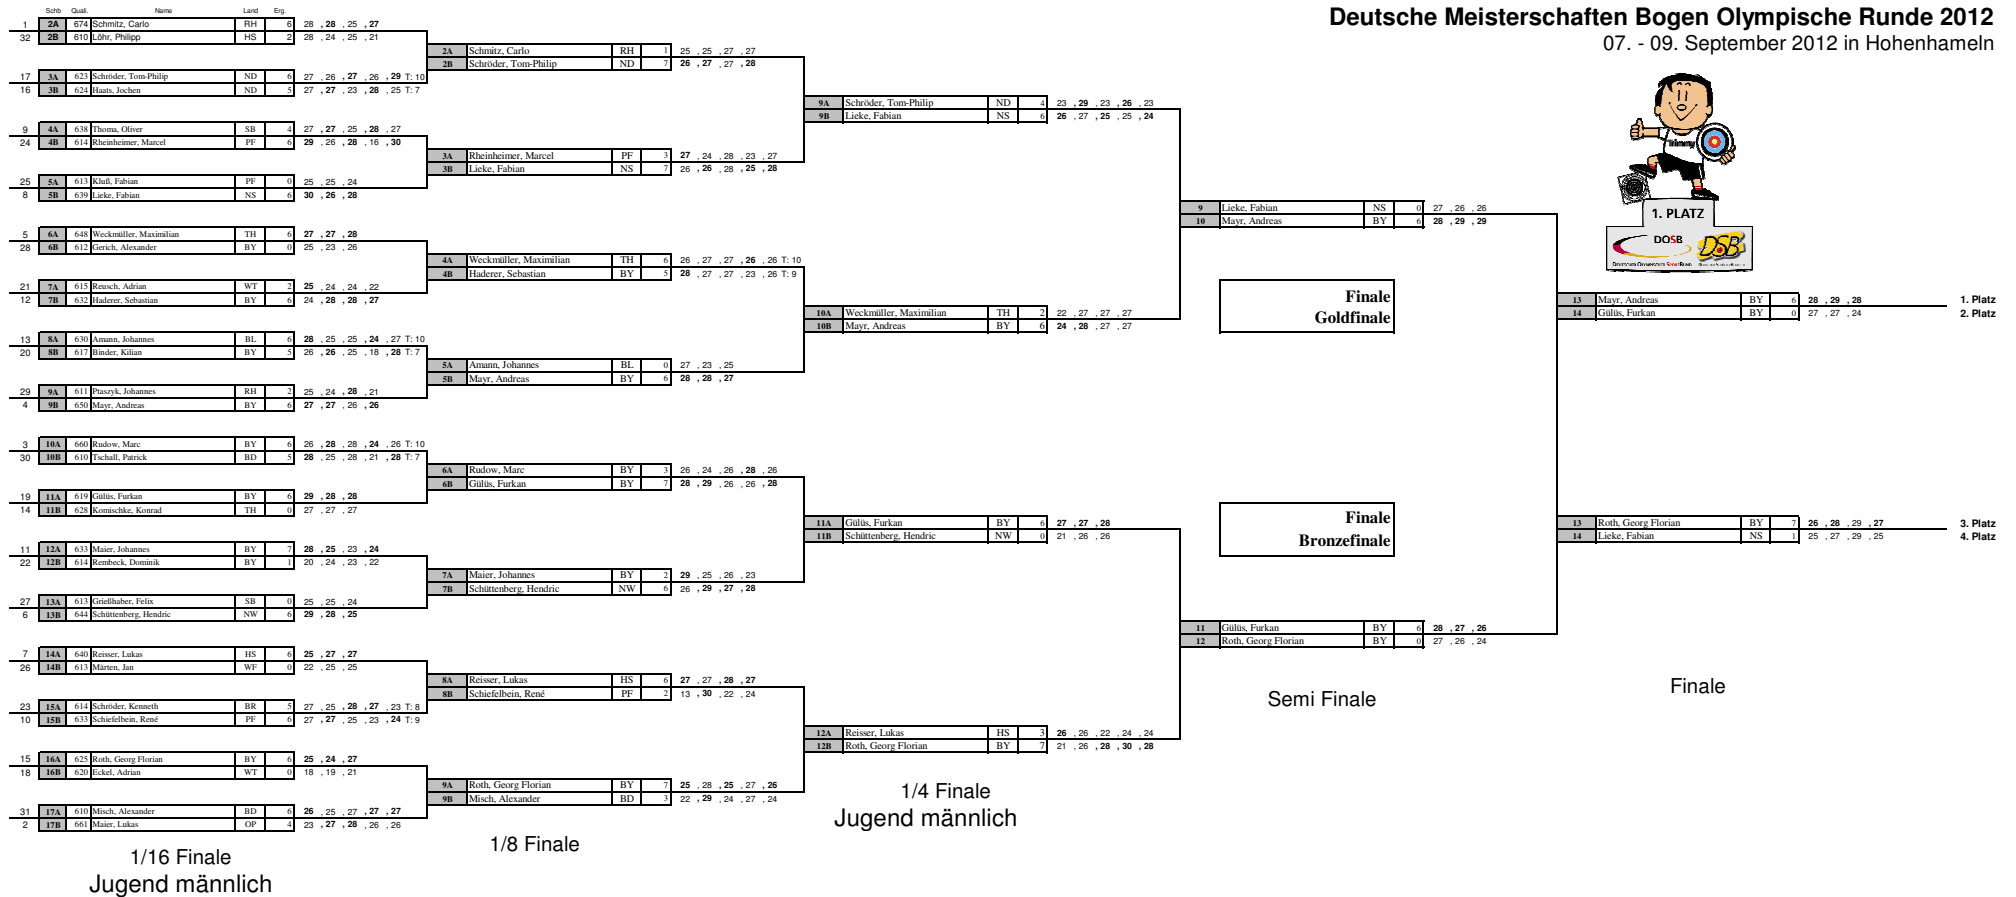 Deutsche Meisterschaften Bogen Olympische Runde 2012
07. - 09. September 2012 in Hohenhameln
Schb Quali. Name Land Erg.
1 2A 674 Schmitz, Carlo RH 6 28 , 28 , 25 , 27
32 2B 610 Löhr, Philipp HS 2 28 , 24 , 25 , 21
17 3A 623 Schröder, Tom-Philip ND 6 27 , 26 , 27 , 26 , 29 T: 10
16 3B 624 Haats, Jochen ND 5 27 , 27 , 23 , 28 , 25 T: 7
9 4A 638 Thoma, Oliver SB 4 27 , 27 , 25 , 28 , 27
24 4B 614 Rheinheimer, Marcel PF 6 29 , 26 , 28 , 16 , 30
25 5A 613 Kluß, Fabian PF 0 25 , 25 , 24
8 5B 639 Lieke, Fabian NS 6 30 , 26 , 28
5 6A 648 Weckmüller, Maximilian TH 6 27 , 27 , 28
28 6B 612 Gerich, Alexander BY 0 25 , 23 , 26
21 7A 615 Reusch, Adrian WT 2 25 , 24 , 24 , 22
12 7B 632 Haderer, Sebastian BY 6 24 , 28 , 28 , 27
13 8A 630 Amann, Johannes BL 6 28 , 25 , 25 , 24 , 27 T: 10
20 8B 617 Binder, Kilian BY 5 26 , 26 , 25 , 18 , 28 T: 7
29 9A 611 Ptaszyk, Johannes RH 2 25 , 24 , 28 , 21
4 9B 650 Mayr, Andreas BY 6 27 , 27 , 26 , 26
3 10A 660 Rudow, Marc BY 6 26 , 28 , 28 , 24 , 26 T: 10
30 10B 610 Tschall, Patrick BD 5 28 , 25 , 28 , 21 , 28 T: 7
19 11A 619 Gülüs, Furkan BY 6 29 , 28 , 28
14 11B 628 Komischke, Konrad TH 0 27 , 27 , 27
11 12A 633 Maier, Johannes BY 7 28 , 25 , 23 , 24
22 12B 614 Rembeck, Dominik BY 1 20 , 24 , 23 , 22
27 13A 613 Grießhaber, Felix SB 0 25 , 25 , 24
6 13B 644 Schüttenberg, Hendric NW 6 29 , 28 , 25
7 14A 640 Reisser, Lukas HS 6 25 , 27 , 27
26 14B 613 Märten, Jan WF 0 22 , 25 , 25
23 15A 614 Schröder, Kenneth BR 5 27 , 25 , 28 , 27 , 23 T: 8
10 15B 633 Schiefelbein, René PF 6 27 , 27 , 25 , 23 , 24 T: 9
15 16A 625 Roth, Georg Florian BY 6 25 , 24 , 27
18 16B 620 Eckel, Adrian WT 0 18 , 19 , 21
31 17A 610 Misch, Alexander BD 6 26 , 25 , 27 , 27 , 27
2 17B 661 Maier, Lukas OP 4 23 , 27 , 28 , 26 , 26
1/16 Finale
Jugend männlich
2A Schmitz, Carlo RH 1 25 , 25 , 27 , 27
2B Schröder, Tom-Philip ND 7 26 , 27 , 27 , 28
3A Rheinheimer, Marcel PF 3 27 , 24 , 28 , 23 , 27
3B Lieke, Fabian NS 7 26 , 26 , 28 , 25 , 28
4A Weckmüller, Maximilian TH 6 26 , 27 , 27 , 26 , 26 T: 10
4B Haderer, Sebastian BY 5 28 , 27 , 27 , 23 , 26 T: 9
5A Amann, Johannes BL 0 27 , 23 , 25
5B Mayr, Andreas BY 6 28 , 28 , 27
6A Rudow, Marc BY 3 26 , 24 , 26 , 28 , 26
6B Gülüs, Furkan BY 7 28 , 29 , 26 , 26 , 28
7A Maier, Johannes BY 2 29 , 25 , 26 , 23
7B Schüttenberg, Hendric NW 6 26 , 29 , 27 , 28
8A Reisser, Lukas HS 6 27 , 27 , 28 , 27
8B Schiefelbein, René PF 2 13 , 30 , 22 , 24
9A Roth, Georg Florian BY 7 25 , 28 , 25 , 27 , 26
9B Misch, Alexander BD 3 22 , 29 , 24 , 27 , 24
1/8 Finale
9A Schröder, Tom-Philip ND 4 23 , 29 , 23 , 26 , 23
9B Lieke, Fabian NS 6 26 , 27 , 25 , 25 , 24
10A Weckmüller, Maximilian TH 2 22 , 27 , 27 , 27
10B Mayr, Andreas BY 6 24 , 28 , 27 , 27
11A Gülüs, Furkan BY 6 27 , 27 , 28
11B Schüttenberg, Hendric NW 0 21 , 26 , 26
12A Reisser, Lukas HS 3 26 , 26 , 22 , 24 , 24
12B Roth, Georg Florian BY 7 21 , 26 , 28 , 30 , 28
1/4 Finale
Jugend männlich
9 Lieke, Fabian NS 0 27 , 26 , 26
10 Mayr, Andreas BY 6 28 , 29 , 29
Finale
Goldfinale
Finale
Bronzefinale
11 Gülüs, Furkan BY 6 28 , 27 , 26
12 Roth, Georg Florian BY 0 27 , 26 , 24
Semi Finale
Trimmy
1. PLATZ
DOSB
DSB
DEUTSCHER OLYMPISCHER SPORTBUND
13 Mayr, Andreas BY 6 28 , 29 , 28 1. Platz
14 Gülüs, Furkan BY 0 27 , 27 , 24 2. Platz
13 Roth, Georg Florian BY 7 26 , 28 , 29 , 27 3. Platz
14 Lieke, Fabian NS 1 25 , 27 , 29 , 25 4. Platz
Finale